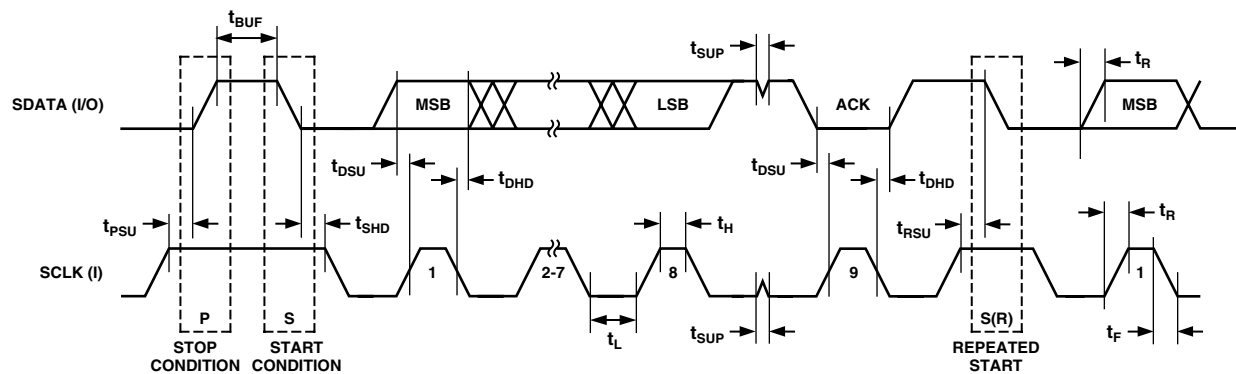 tBUF
tSUP
tR
SDATA (I/O)
MSB
LSB
ACK
MSB
tDSU
tDHD
tDSU
tDHD
tPSU
tSHD
tH
tRSU
tR
SCLK (I)
1
2-7
8
9
1
P
S
tL
tSUP
S(R)
tF
STOP
CONDITION
START
CONDITION
REPEATED
START